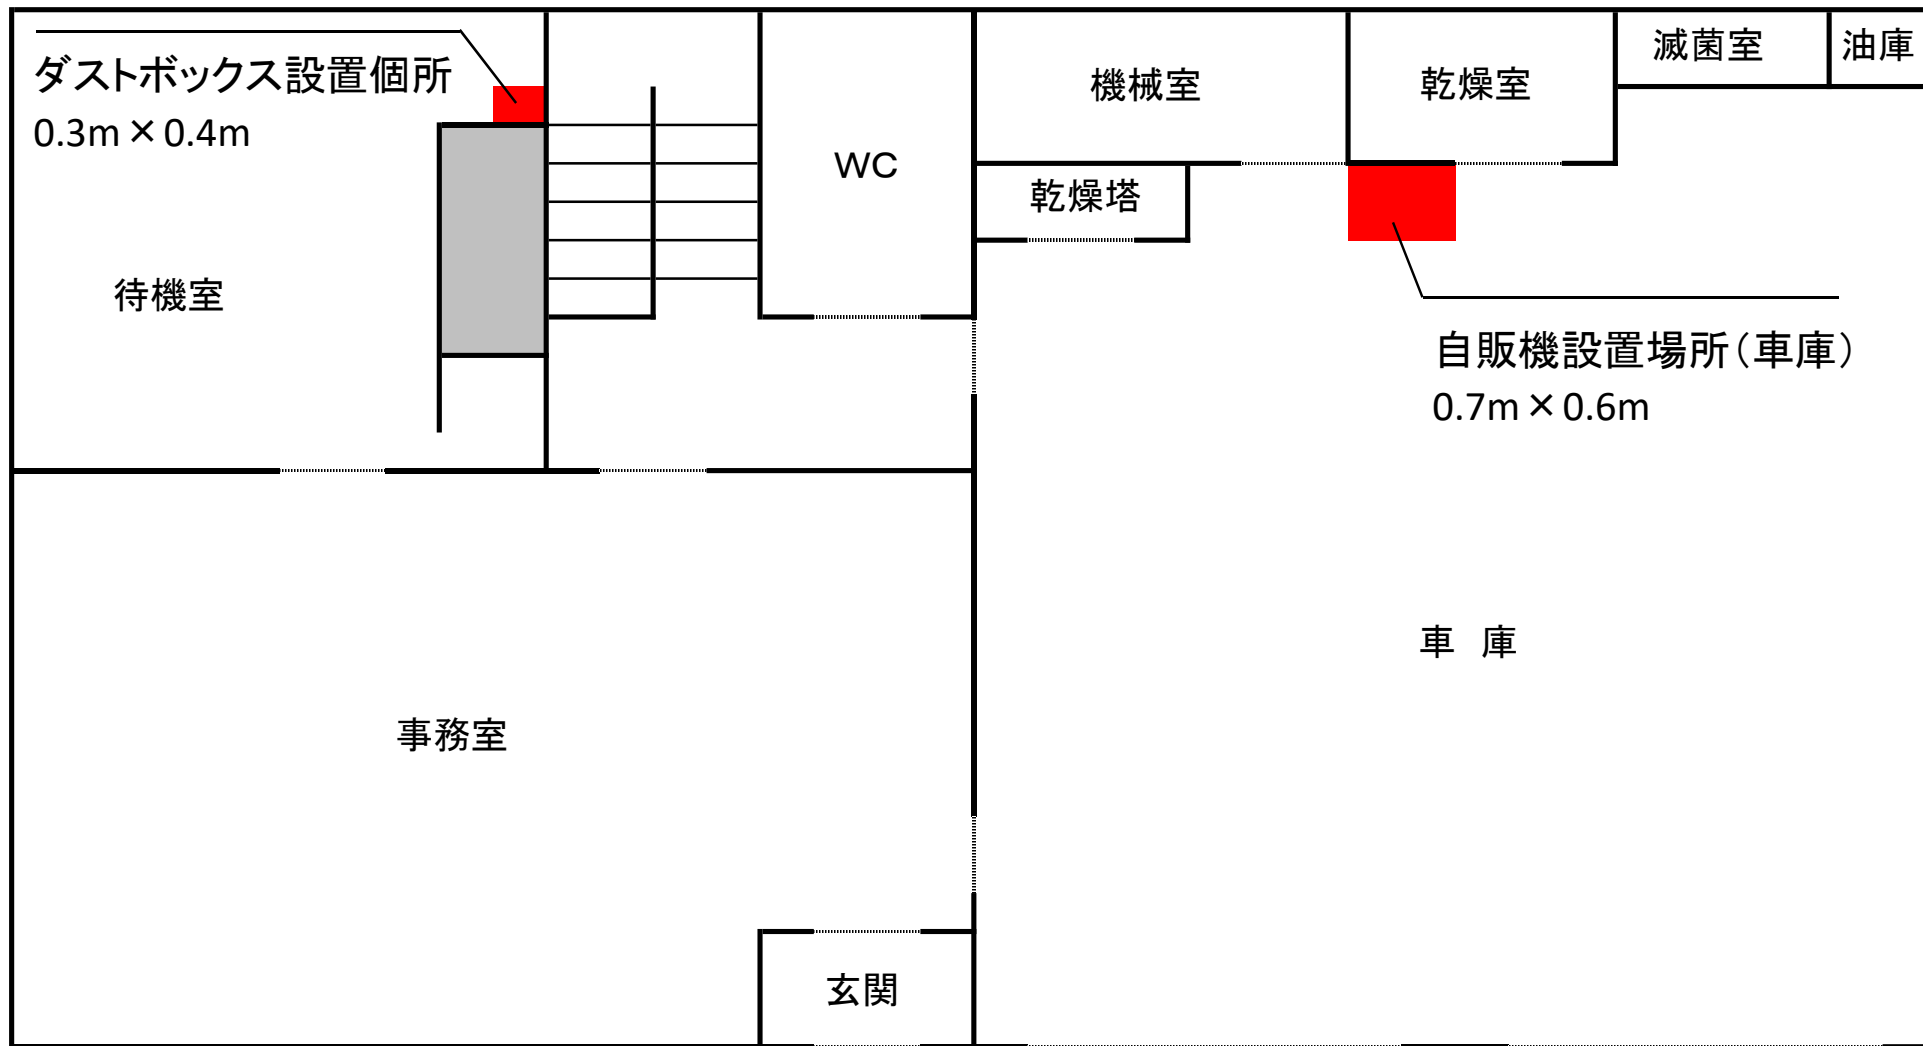 ダストボックス設置個所
0.3m×0.4m
待機室
WC
機械室
乾燥室
滅菌室
油庫
乾燥塔
自販機設置場所(車庫)
0.7m×0.6m
車 庫
事務室
玄関